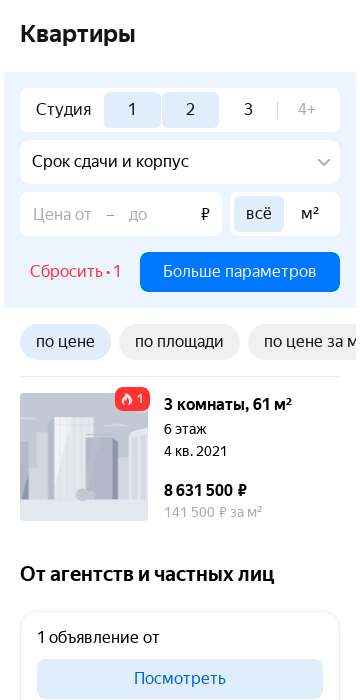 Квартиры
Студия 1 2 3 4+
Срок сдачи и корпус
Цена от – до ₽ всё м²
Сбросить • 1 Больше параметров
по цене по площади по цене за м
1
3 комнаты, 61 м²
6 этаж
4 кв. 2021
8 631 500 ₽
141 500 ₽ за м²
От агентств и частных лиц
1 объявление от
Посмотреть